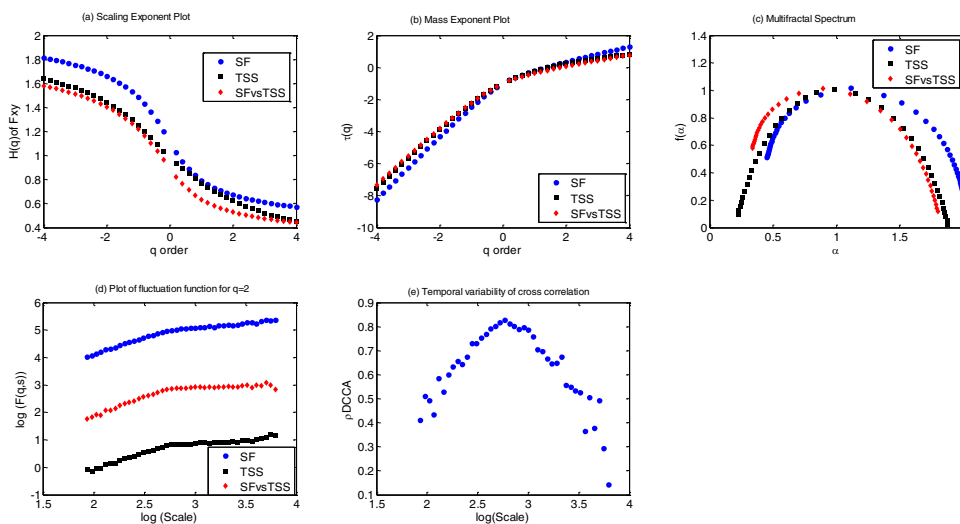 (a) Scaling Exponent Plot
H(q)of Fxy
2
1.8
1.6
1.4
1.2
1
0.8
0.6
0.4
-4
-2
0
2
4
q order
SF
TSS
SFvsTSS
(b) Mass Exponent Plot
τ(q)
2
0
-2
-4
-6
-8
-10
-4
-2
0
2
4
q order
SF
TSS
SFvsTSS
(c) Multifractal Spectrum
f(α)
1.4
1.2
1
0.8
0.6
0.4
0.2
0
0
0.5
1
1.5
2
α
SF
TSS
SFvsTSS
(d) Plot of fluctuation function for q=2
log (F(q,s))
6
5
4
3
2
1
0
-1
1.5
2
2.5
3
3.5
4
log (Scale)
SF
TSS
SFvsTSS
(e) Temporal variability of cross correlation
ρDCCA
0.9
0.8
0.7
0.6
0.5
0.4
0.3
0.2
0.1
1.5
2
2.5
3
3.5
4
log(Scale)